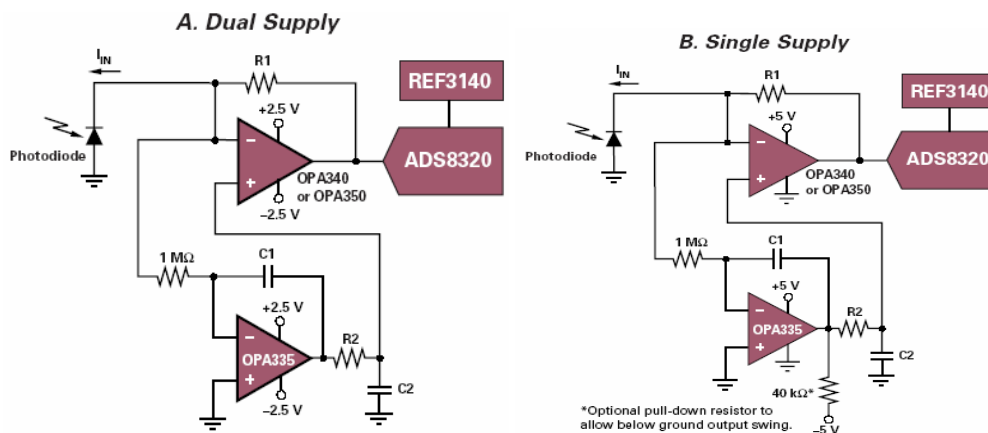 A. Dual Supply
I_IN
R1
REF3140
+2.5 V
Photodiode
−
+
ADS8320
OPA340
or OPA350
−2.5 V
1 MΩ
C1
+2.5 V
−
OPA335
+
R2
C2
−2.5 V
B. Single Supply
I_IN
R1
REF3140
+5 V
Photodiode
−
+
ADS8320
OPA340
or OPA350
1 MΩ
C1
+5 V
−
OPA335
+
R2
C2
40 kΩ*
*Optional pull-down resistor to
allow below ground output swing.
−5 V